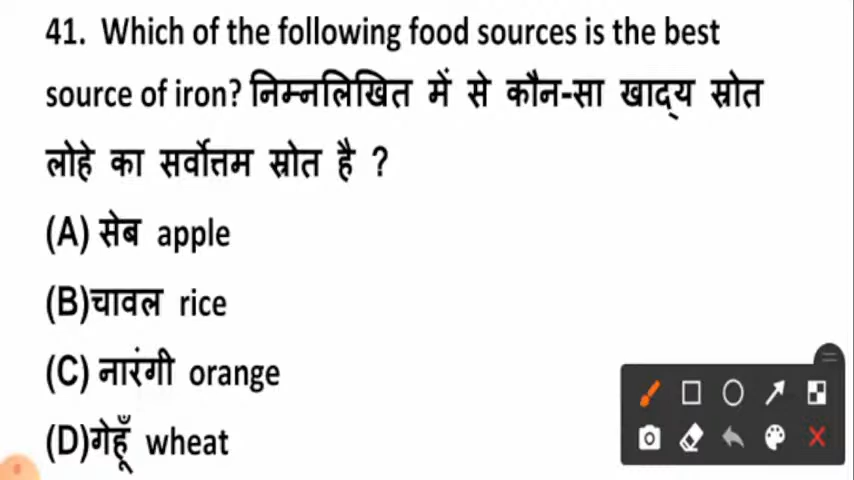 41. Which of the following food sources is the best
source of iron? निम्नलिखित में से कौन-सा खाद्य स्रोत
लोहे का सर्वोत्तम स्रोत है ?
(A) सेब apple
(B)चावल rice
(C) नारंगी orange
(D)गेहूँ wheat